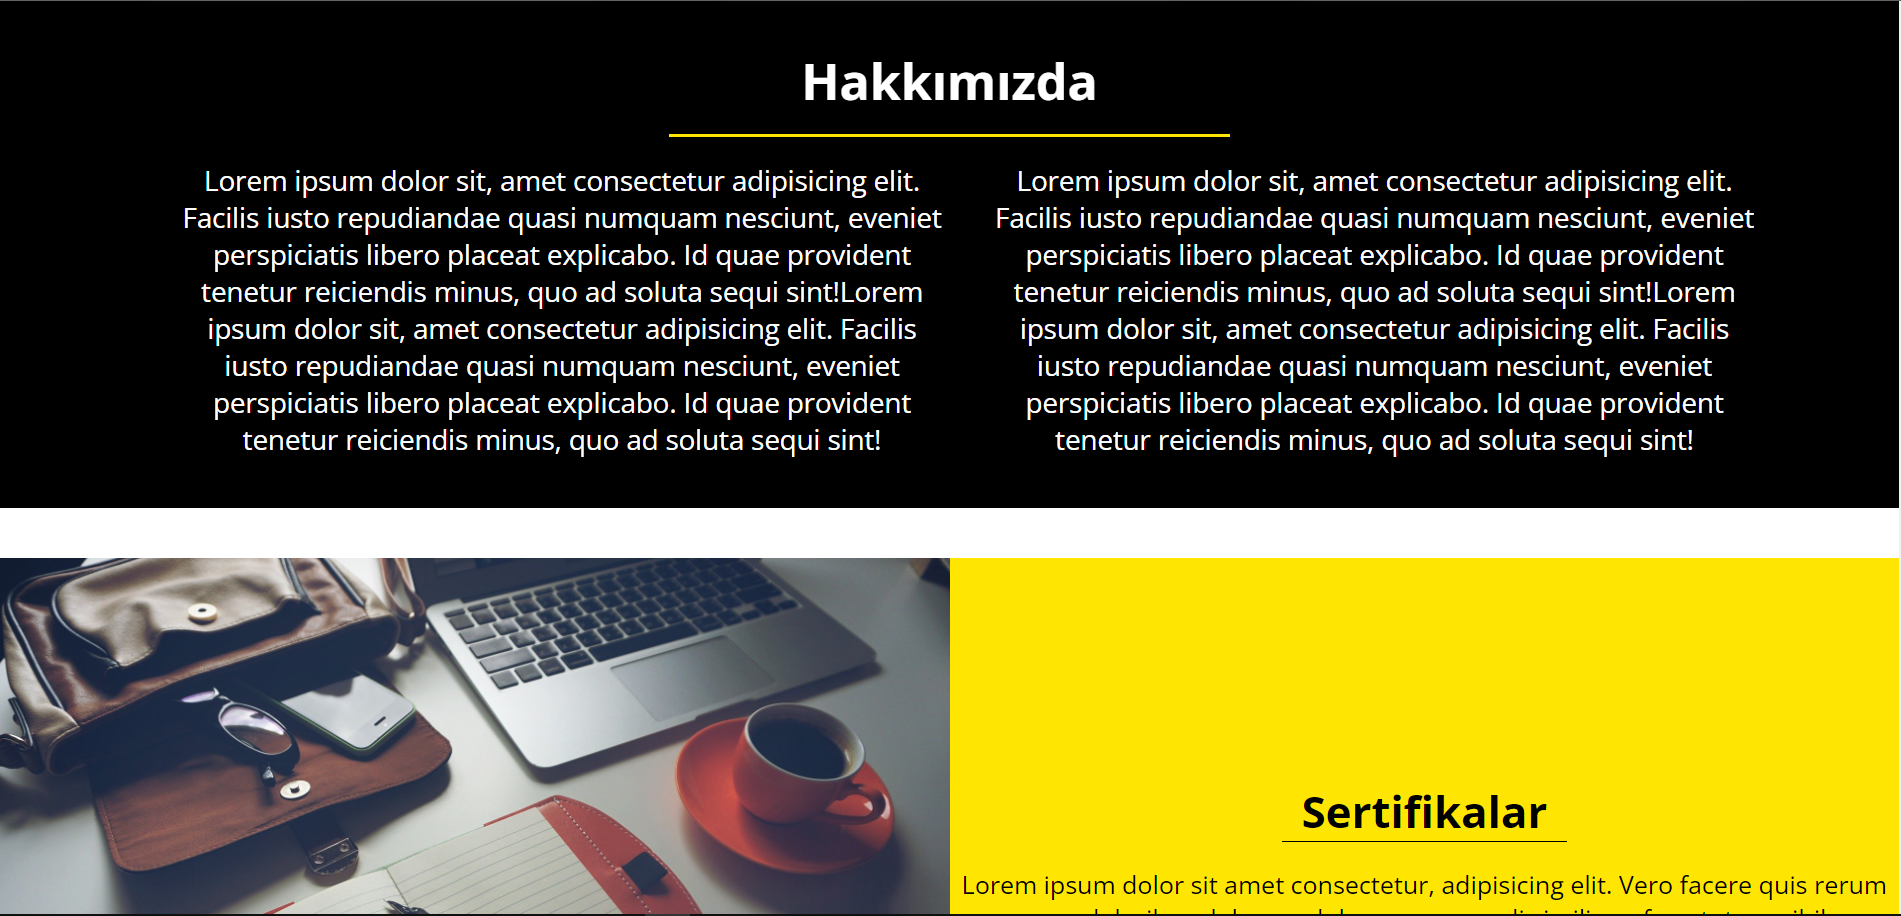 Hakkımızda
Lorem ipsum dolor sit, amet consectetur adipisicing elit.
Facilis iusto repudiandae quasi numquam nesciunt, eveniet
perspiciatis libero placeat explicabo. Id quae provident
tenetur reiciendis minus, quo ad soluta sequi sint!Lorem
ipsum dolor sit, amet consectetur adipisicing elit. Facilis
iusto repudiandae quasi numquam nesciunt, eveniet
perspiciatis libero placeat explicabo. Id quae provident
tenetur reiciendis minus, quo ad soluta sequi sint!
Lorem ipsum dolor sit, amet consectetur adipisicing elit.
Facilis iusto repudiandae quasi numquam nesciunt, eveniet
perspiciatis libero placeat explicabo. Id quae provident
tenetur reiciendis minus, quo ad soluta sequi sint!Lorem
ipsum dolor sit, amet consectetur adipisicing elit. Facilis
iusto repudiandae quasi numquam nesciunt, eveniet
perspiciatis libero placeat explicabo. Id quae provident
tenetur reiciendis minus, quo ad soluta sequi sint!
Sertifikalar
Lorem ipsum dolor sit amet consectetur, adipisicing elit. Vero facere quis rerum